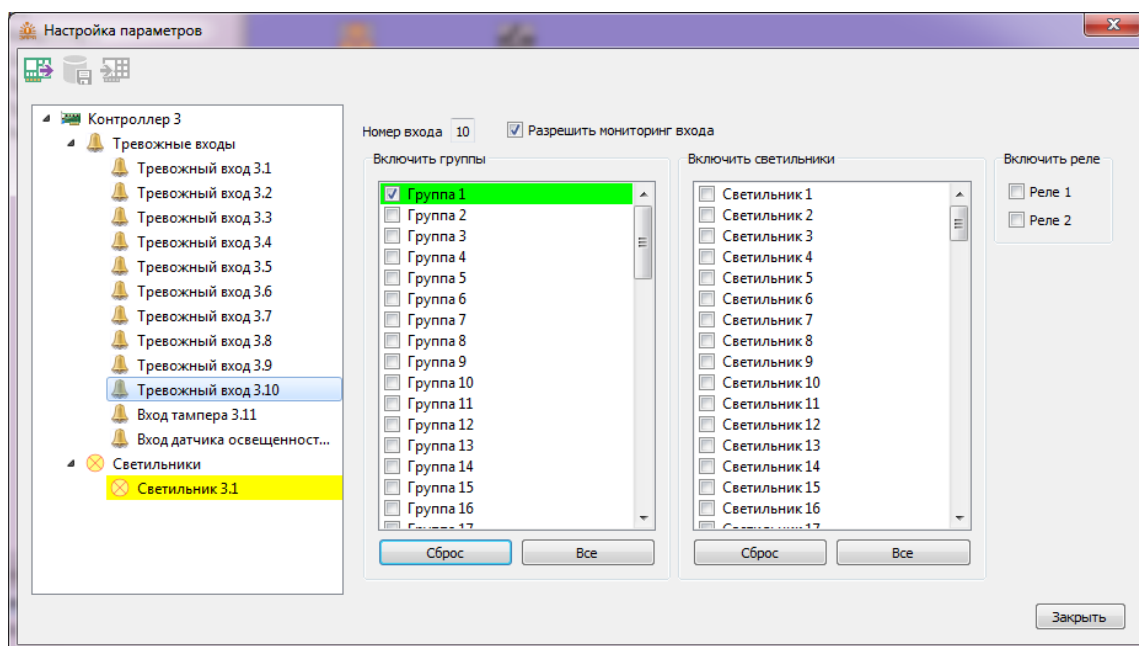 Настройка параметров
Контроллер 3
Тревожные входы
Тревожный вход 3.1
Тревожный вход 3.2
Тревожный вход 3.3
Тревожный вход 3.4
Тревожный вход 3.5
Тревожный вход 3.6
Тревожный вход 3.7
Тревожный вход 3.8
Тревожный вход 3.9
Тревожный вход 3.10
Вход тампера 3.11
Вход датчика освещенност...
Светильники
Светильник 3.1
Номер входа 10 Разрешить мониторинг входа
Включить группы
Группа 1
Группа 2
Группа 3
Группа 4
Группа 5
Группа 6
Группа 7
Группа 8
Группа 9
Группа 10
Группа 11
Группа 12
Группа 13
Группа 14
Группа 15
Группа 16
Группа 17
Сброс Все
Включить светильники
Светильник 1
Светильник 2
Светильник 3
Светильник 4
Светильник 5
Светильник 6
Светильник 7
Светильник 8
Светильник 9
Светильник 10
Светильник 11
Светильник 12
Светильник 13
Светильник 14
Светильник 15
Светильник 16
Светильник 17
Сброс Все
Включить реле
Реле 1
Реле 2
Закрыть